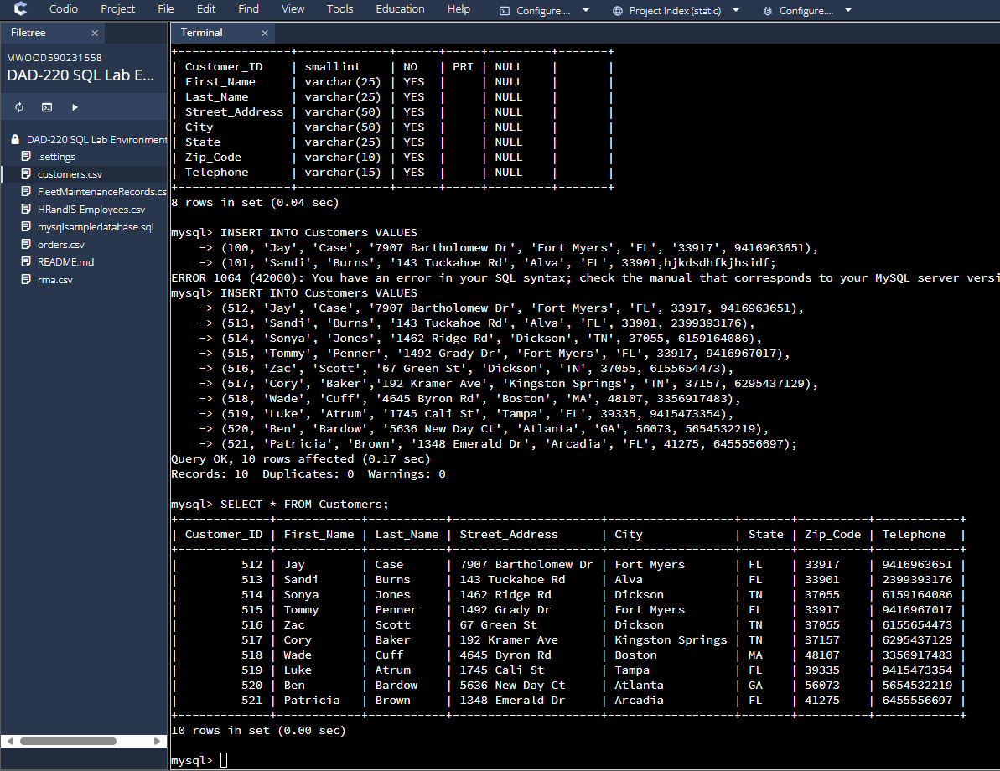 Codio Project File Edit Find View Tools Education Help Configure.... Project Index (static) Configure....
Filetree × Terminal ×
MWOOD590231558
DAD-220 SQL Lab E...
DAD-220 SQL Lab Environment
.settings
customers.csv
FleetMaintenanceRecords.cs
HRandIS-Employees.csv
mysqlsampledatabase.sql
orders.csv
README.md
rma.csv
+----------------+-------------+------+-----+---------+-------+
| Customer_ID    | smallint    | NO   | PRI | NULL    |       |
| First_Name     | varchar(25) | YES  |     | NULL    |       |
| Last_Name      | varchar(25) | YES  |     | NULL    |       |
| Street_Address | varchar(50) | YES  |     | NULL    |       |
| City           | varchar(50) | YES  |     | NULL    |       |
| State          | varchar(25) | YES  |     | NULL    |       |
| Zip_Code       | varchar(10) | YES  |     | NULL    |       |
| Telephone      | varchar(15) | YES  |     | NULL    |       |
+----------------+-------------+------+-----+---------+-------+
8 rows in set (0.04 sec)
mysql> INSERT INTO Customers VALUES
    -> (100, 'Jay', 'Case', '7907 Bartholomew Dr', 'Fort Myers', 'FL', '33917', 9416963651),
    -> (101, 'Sandi', 'Burns', '143 Tuckahoe Rd', 'Alva', 'FL', 33901,hjkdsdhfkjhsidf;
ERROR 1064 (42000): You have an error in your SQL syntax; check the manual that corresponds to your MySQL server versi
mysql> INSERT INTO Customers VALUES
    -> (512, 'Jay', 'Case', '7907 Bartholomew Dr', 'Fort Myers', 'FL', 33917, 9416963651),
    -> (513, 'Sandi', 'Burns', '143 Tuckahoe Rd', 'Alva', 'FL', 33901, 2399393176),
    -> (514, 'Sonya', 'Jones', '1462 Ridge Rd', 'Dickson', 'TN', 37055, 6159164086),
    -> (515, 'Tommy', 'Penner', '1492 Grady Dr', 'Fort Myers', 'FL', 33917, 9416967017),
    -> (516, 'Zac', 'Scott', '67 Green St', 'Dickson', 'TN', 37055, 6155654473),
    -> (517, 'Cory', 'Baker','192 Kramer Ave', 'Kingston Springs', 'TN', 37157, 6295437129),
    -> (518, 'Wade', 'Cuff', '4645 Byron Rd', 'Boston', 'MA', 48107, 3356917483),
    -> (519, 'Luke', 'Atrum', '1745 Cali St', 'Tampa', 'FL', 39335, 9415473354),
    -> (520, 'Ben', 'Bardow', '5636 New Day Ct', 'Atlanta', 'GA', 56073, 5654532219),
    -> (521, 'Patricia', 'Brown', '1348 Emerald Dr', 'Arcadia', 'FL', 41275, 6455556697);
Query OK, 10 rows affected (0.17 sec)
Records: 10  Duplicates: 0  Warnings: 0
mysql> SELECT * FROM Customers;
+-------------+------------+-----------+---------------------+------------------+-------+----------+------------+
| Customer_ID | First_Name | Last_Name | Street_Address      | City             | State | Zip_Code | Telephone  |
+-------------+------------+-----------+---------------------+------------------+-------+----------+------------+
|         512 | Jay        | Case      | 7907 Bartholomew Dr | Fort Myers       | FL    | 33917    | 9416963651 |
|         513 | Sandi      | Burns     | 143 Tuckahoe Rd     | Alva             | FL    | 33901    | 2399393176 |
|         514 | Sonya      | Jones     | 1462 Ridge Rd       | Dickson          | TN    | 37055    | 6159164086 |
|         515 | Tommy      | Penner    | 1492 Grady Dr       | Fort Myers       | FL    | 33917    | 9416967017 |
|         516 | Zac        | Scott     | 67 Green St         | Dickson          | TN    | 37055    | 6155654473 |
|         517 | Cory       | Baker     | 192 Kramer Ave      | Kingston Springs | TN    | 37157    | 6295437129 |
|         518 | Wade       | Cuff      | 4645 Byron Rd       | Boston           | MA    | 48107    | 3356917483 |
|         519 | Luke       | Atrum     | 1745 Cali St        | Tampa            | FL    | 39335    | 9415473354 |
|         520 | Ben        | Bardow    | 5636 New Day Ct     | Atlanta          | GA    | 56073    | 5654532219 |
|         521 | Patricia   | Brown     | 1348 Emerald Dr     | Arcadia          | FL    | 41275    | 6455556697 |
+-------------+------------+-----------+---------------------+------------------+-------+----------+------------+
10 rows in set (0.00 sec)
mysql>